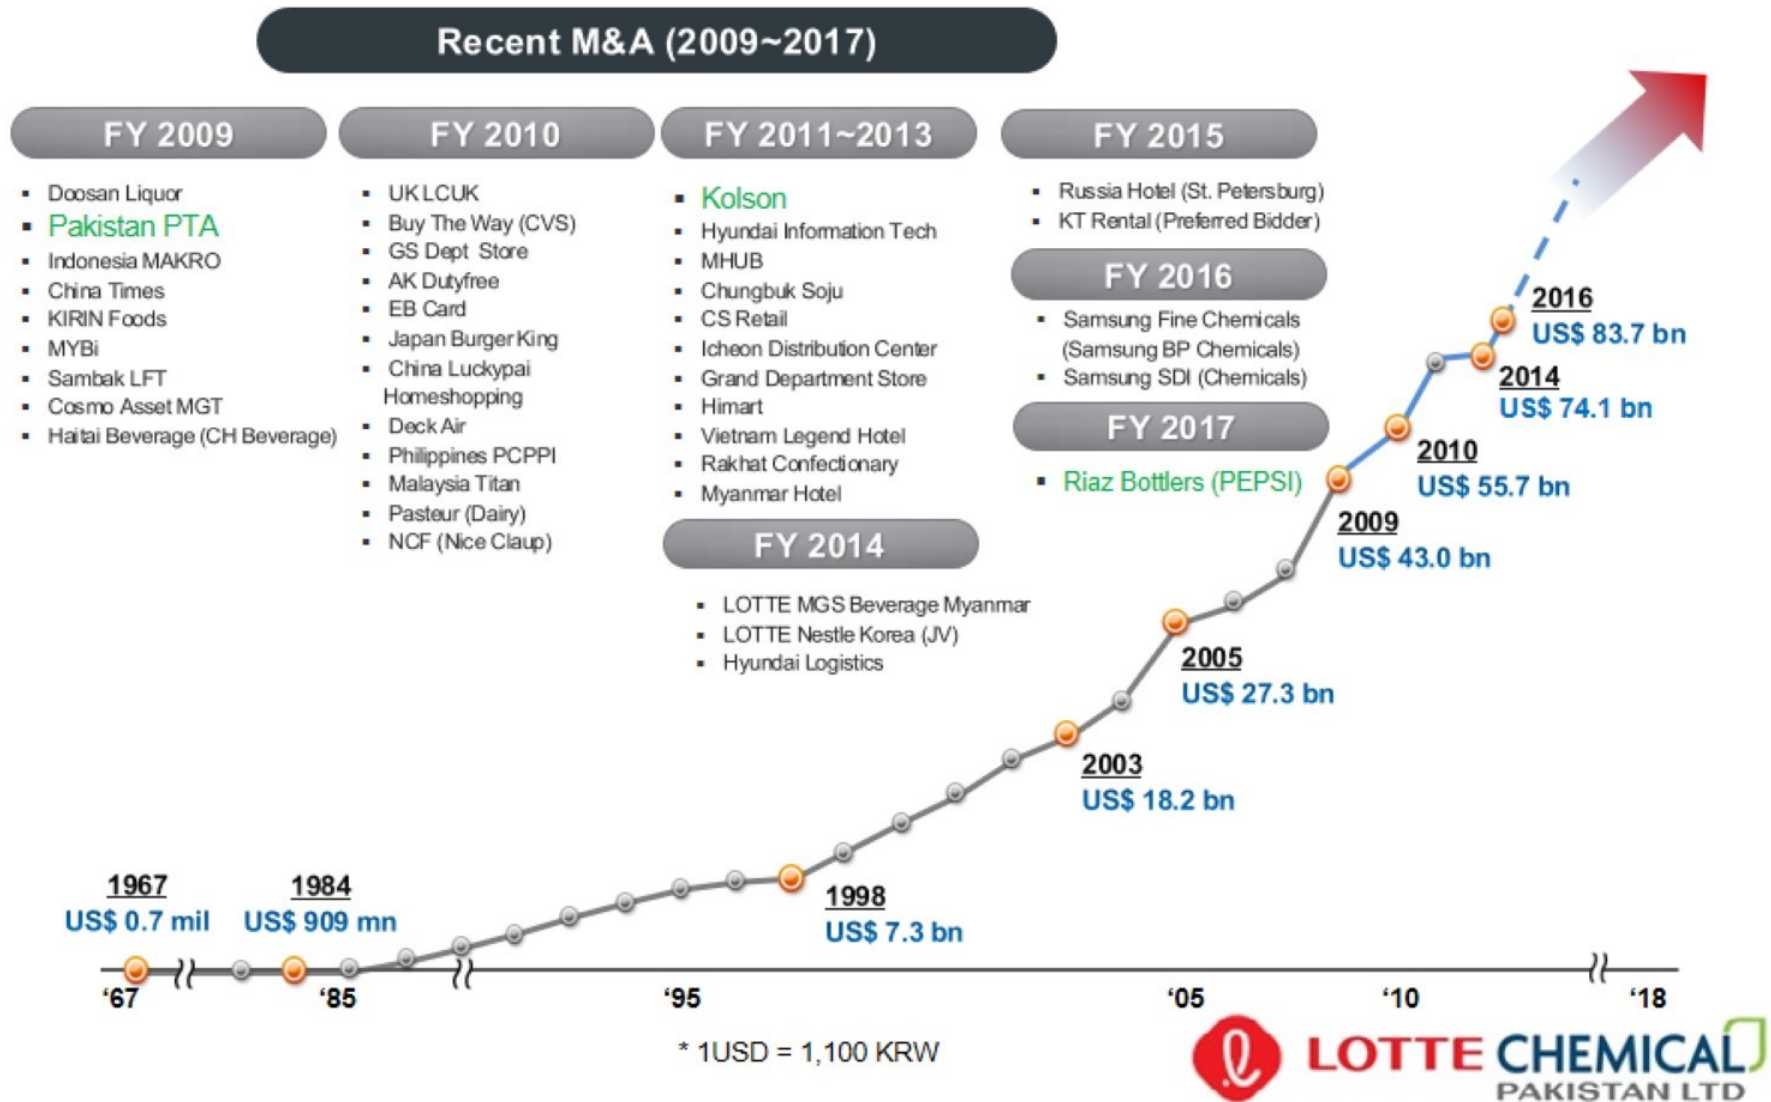 Recent M&A (2009~2017)
FY 2009
Doosan Liquor
Pakistan PTA
Indonesia MAKRO
China Times
KIRIN Foods
MYBi
Sambak LFT
Cosmo Asset MGT
Haitai Beverage (CH Beverage)
FY 2010
UK LCUK
Buy The Way (CVS)
GS Dept Store
AK Dutyfree
EB Card
Japan Burger King
China Luckypai
Homeshopping
Deck Air
Philippines PCPPI
Malaysia Titan
Pasteur (Dairy)
NCF (Nice Claup)
FY 2011~2013
Kolson
Hyundai Information Tech
MHUB
Chungbuk Soju
CS Retail
Icheon Distribution Center
Grand Department Store
Himart
Vietnam Legend Hotel
Rakhat Confectionary
Myanmar Hotel
FY 2014
LOTTE MGS Beverage Myanmar
LOTTE Nestle Korea (JV)
Hyundai Logistics
FY 2015
Russia Hotel (St. Petersburg)
KT Rental (Preferred Bidder)
FY 2016
Samsung Fine Chemicals
(Samsung BP Chemicals)
Samsung SDI (Chemicals)
FY 2017
Riaz Bottlers (PEPSI)
2016
US$ 83.7 bn
2014
US$ 74.1 bn
2010
US$ 55.7 bn
2009
US$ 43.0 bn
2005
US$ 27.3 bn
2003
US$ 18.2 bn
1998
US$ 7.3 bn
1984
US$ 909 mn
1967
US$ 0.7 mil
‘67 ‘85 ‘95 ‘05 ‘10 ‘18
* 1USD = 1,100 KRW
LOTTE CHEMICAL
PAKISTAN LTD